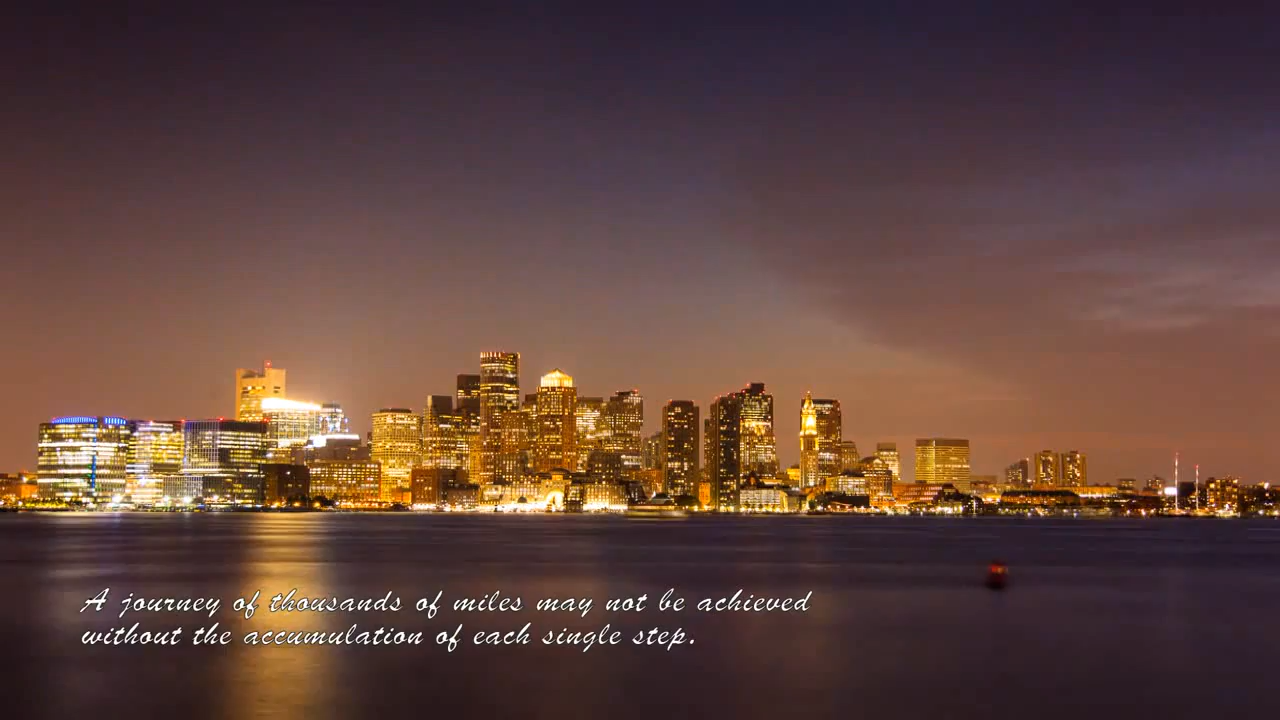 A journey of thousands of miles may not be achieved
without the accumulation of each single step.